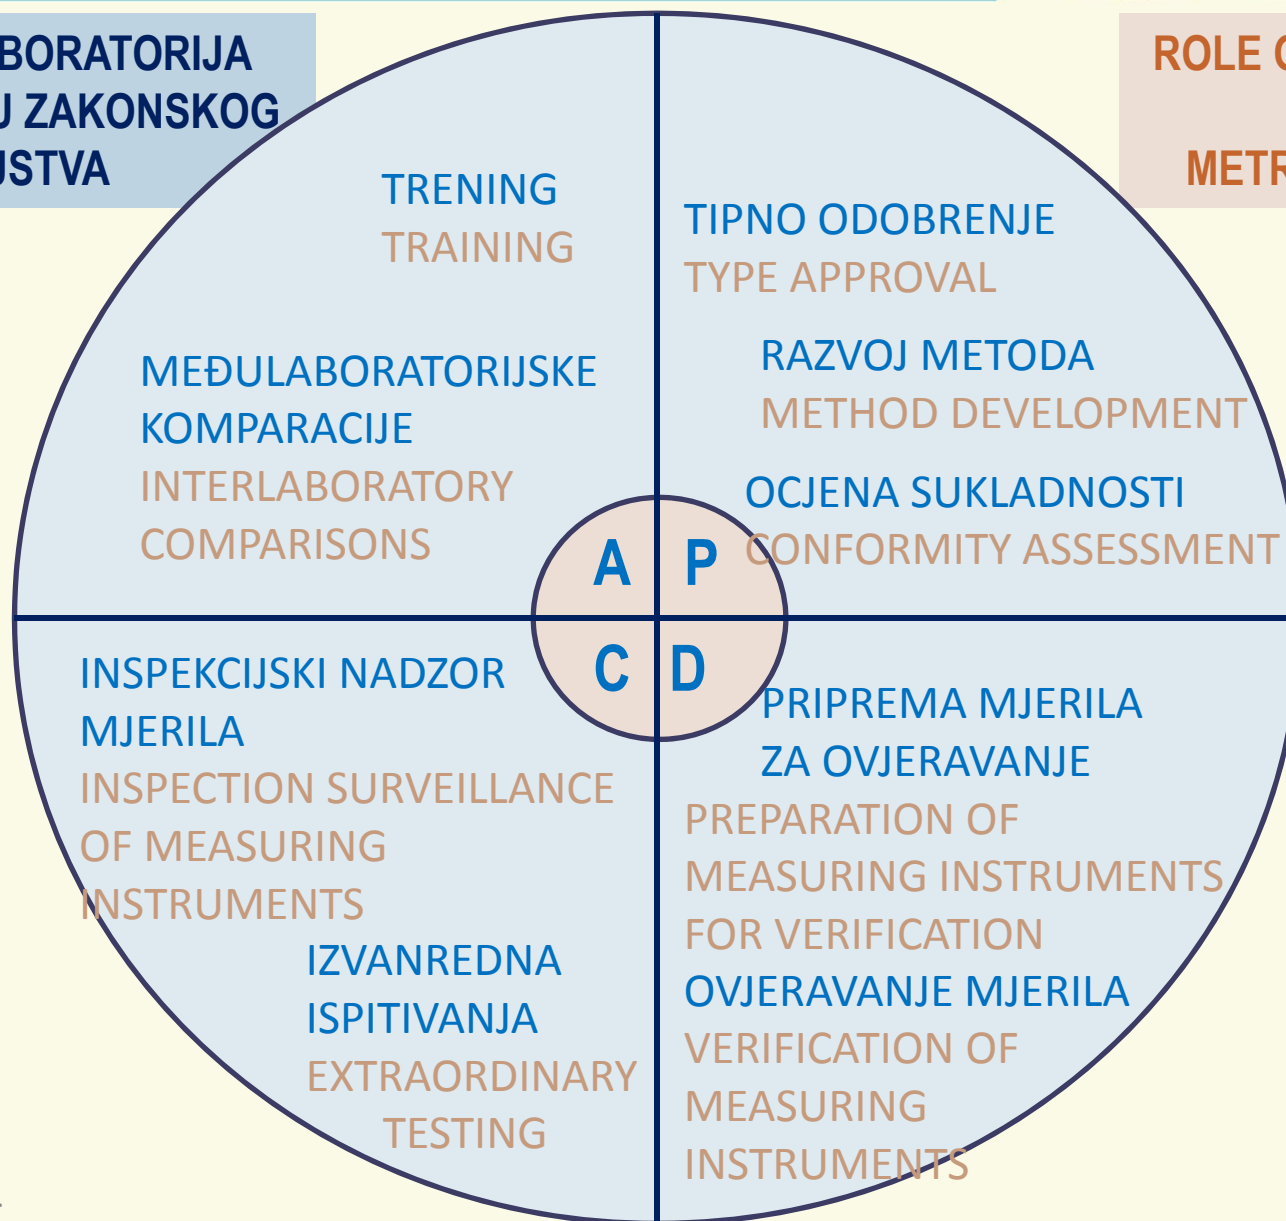 BORATORIJA
U ZAKONSKOG
USTVA
ROLE
METR
TRENING
TRAINING
MEĐULABORATORIJSKE
KOMPARACIJE
INTERLABORATORY
COMPARISONS
TIPNO ODOBRENJE
TYPE APPROVAL
RAZVOJ METODA
METHOD DEVELOPMENT
OCJENA SUKLADNOSTI
CONFORMITY ASSESSMENT
A P
C D
INSPEKCIJSKI NADZOR
MJERILA
INSPECTION SURVEILLANCE
OF MEASURING
INSTRUMENTS
IZVANREDNA
ISPITIVANJA
EXTRAORDINARY
TESTING
PRIPREMA MJERILA
ZA OVJERAVANJE
PREPARATION OF
MEASURING INSTRUMENTS
FOR VERIFICATION
OVJERAVANJE MJERILA
VERIFICATION OF
MEASURING
INSTRUMENTS